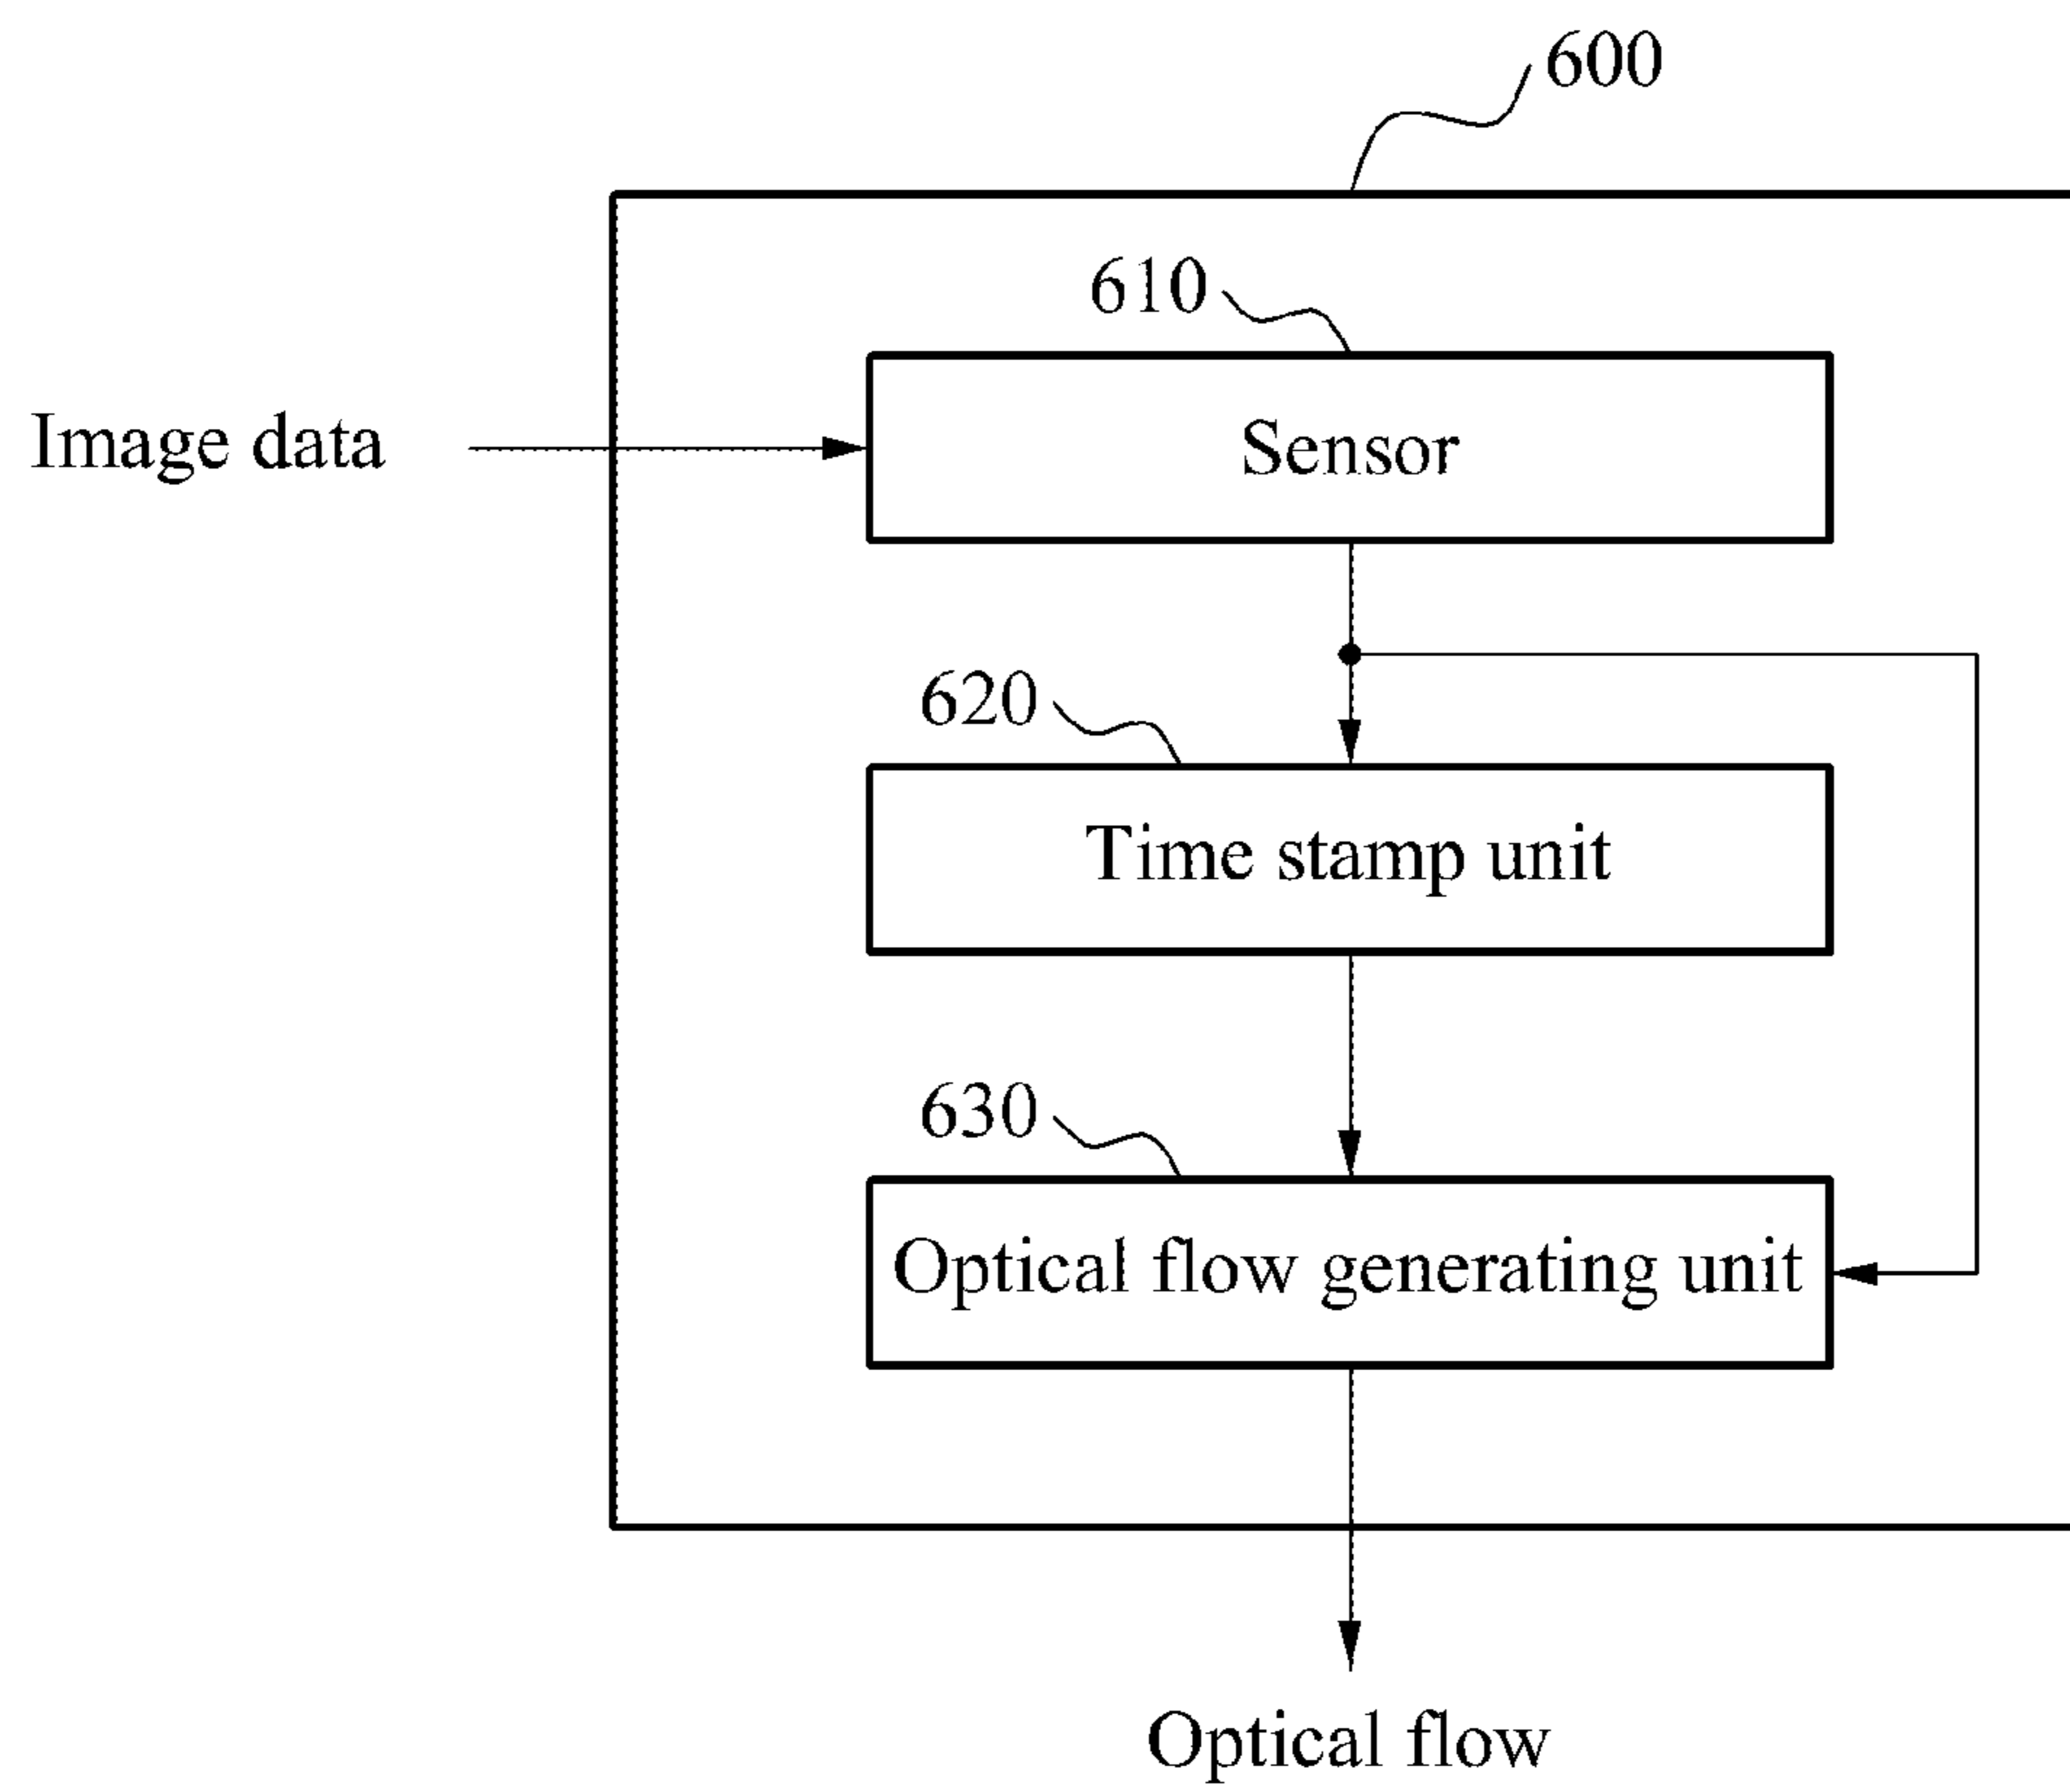 600
610
Image data
Sensor
620
Time stamp unit
630
Optical flow generating unit
Optical flow